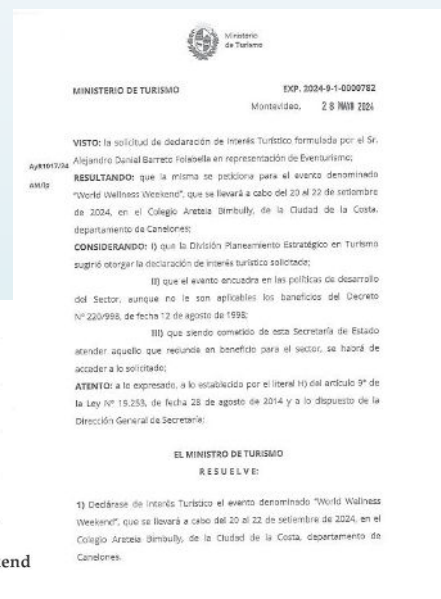 Ministerio
de Turismo
MINISTERIO DE TURISMO
EXP. 2024-9-1-0000782
Montevideo, 28 MAYO 2024
VISTO: la solicitud de declaración de Interés Turístico formulada por el Sr.
AyR1017/24
Alejandro Danial Barreto Folabella en representación de Eventurismo;
AM/lp
RESULTANDO: que la misma se peticiona para el evento denominado
"World Wellness Weekend", que se llevará a cabo del 20 al 22 de setiembre
de 2024, en el Colegio Areteia Bimbully, de la Ciudad de la Costa,
departamento de Canelones;
CONSIDERANDO: I) que la División Planeamiento Estratégico en Turismo
sugirió otorgar la declaración de interés turístico solicitada;
II) que el evento encuadra en las políticas de desarrollo
del Sector, aunque no le son aplicables los beneficios del Decreto
Nº 220/998, de fecha 12 de agosto de 1998;
III) que siendo cometido de esta Secretaría de Estado
atender aquello que redunda en beneficio para el sector, se habrá de
acceder a lo solicitado;
ATENTO: a lo expresado, a lo establecido por el literal H) del artículo 9º de
la Ley Nº 19.253, de fecha 28 de agosto de 2014 y a lo dispuesto de la
Dirección General de Secretaría;
EL MINISTRO DE TURISMO
RESUELVE:
1) Declárase de Interés Turístico el evento denominado "World Wellness
Weekend", que se llevará a cabo del 20 al 22 de setiembre de 2024, en el
Colegio Areteia Bimbully, de la Ciudad de la Costa, departamento de
Canelones.
end